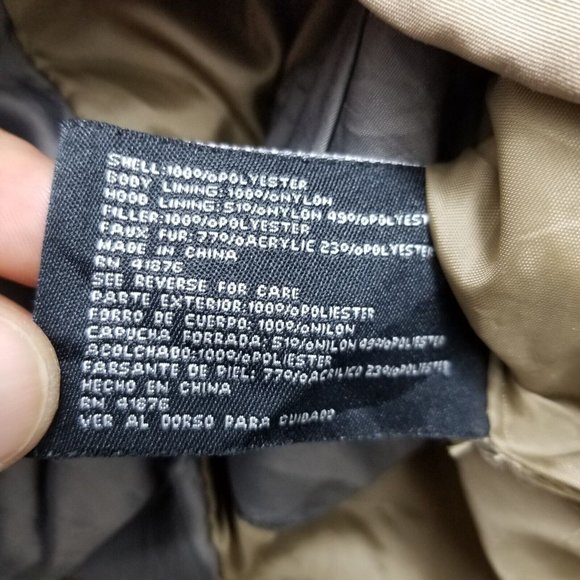 SHELL:100%POLYESTER
BODY LINING:100%NYLON
HOOD LINING:51%NYLON 49%POLYEST
FILLER:100%POLYESTER
FAUX FUR:77%ACRYLIC 23%POLYESTER
MADE IN CHINA
RN 41876
SEE REVERSE FOR CARE
PARTE EXTERIOR:100%POLIESTER
FORRO DE CUERPO:100%NILON
CAPUCHA FORRADA:51%NILON 49%POLIESTER
ACOLCHADO:100%POLIESTER
FARSANTE DE PIEL:77%ACRILICO 23%POLIESTER
HECHO EN CHINA
RN 41876
VER AL DORSO PARA CUIDADO